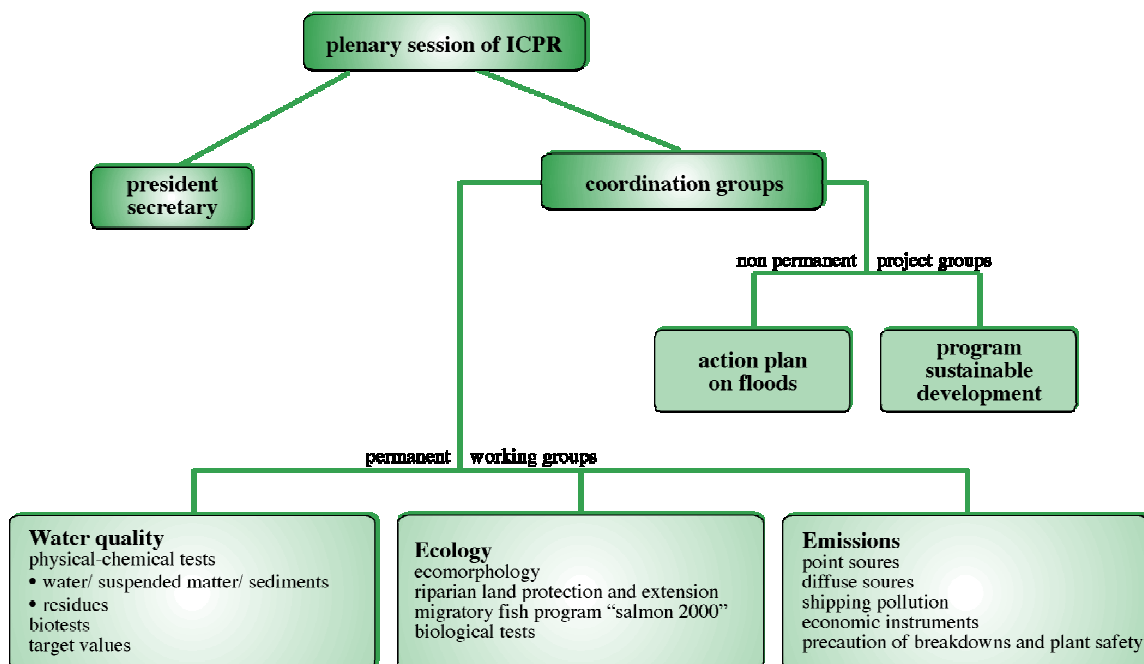 plenary session of ICPR
president
secretary
coordination groups
non permanent project groups
action plan
on floods
program
sustainable
development
permanent working groups
Water quality
physical-chemical tests
• water/ suspended matter/ sediments
• residues
biotests
target values
Ecology
ecomorphology
riparian land protection and extension
migratory fish program “salmon 2000”
biological tests
Emissions
point soures
diffuse soures
shipping pollution
economic instruments
precaution of breakdowns and plant safety